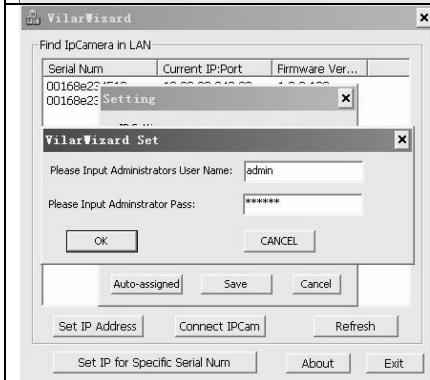 VilarWizard
Find IpCamera in LAN
Serial Num Current IP:Port Firmware Ver...
Setting
VilarWizard Set
Please Input Administrators User Name: admin
Please Input Adminstrator Pass: ******
OK CANCEL
Auto-assigned Save Cancel
Set IP Address Connect IPCam Refresh
Set IP for Specific Serial Num About Exit